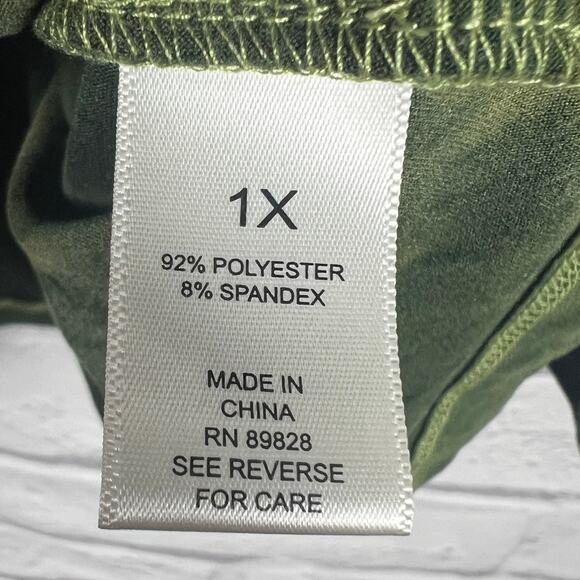 1X
92% POLYESTER
8% SPANDEX
MADE IN
CHINA
RN 89828
SEE REVERSE
FOR CARE